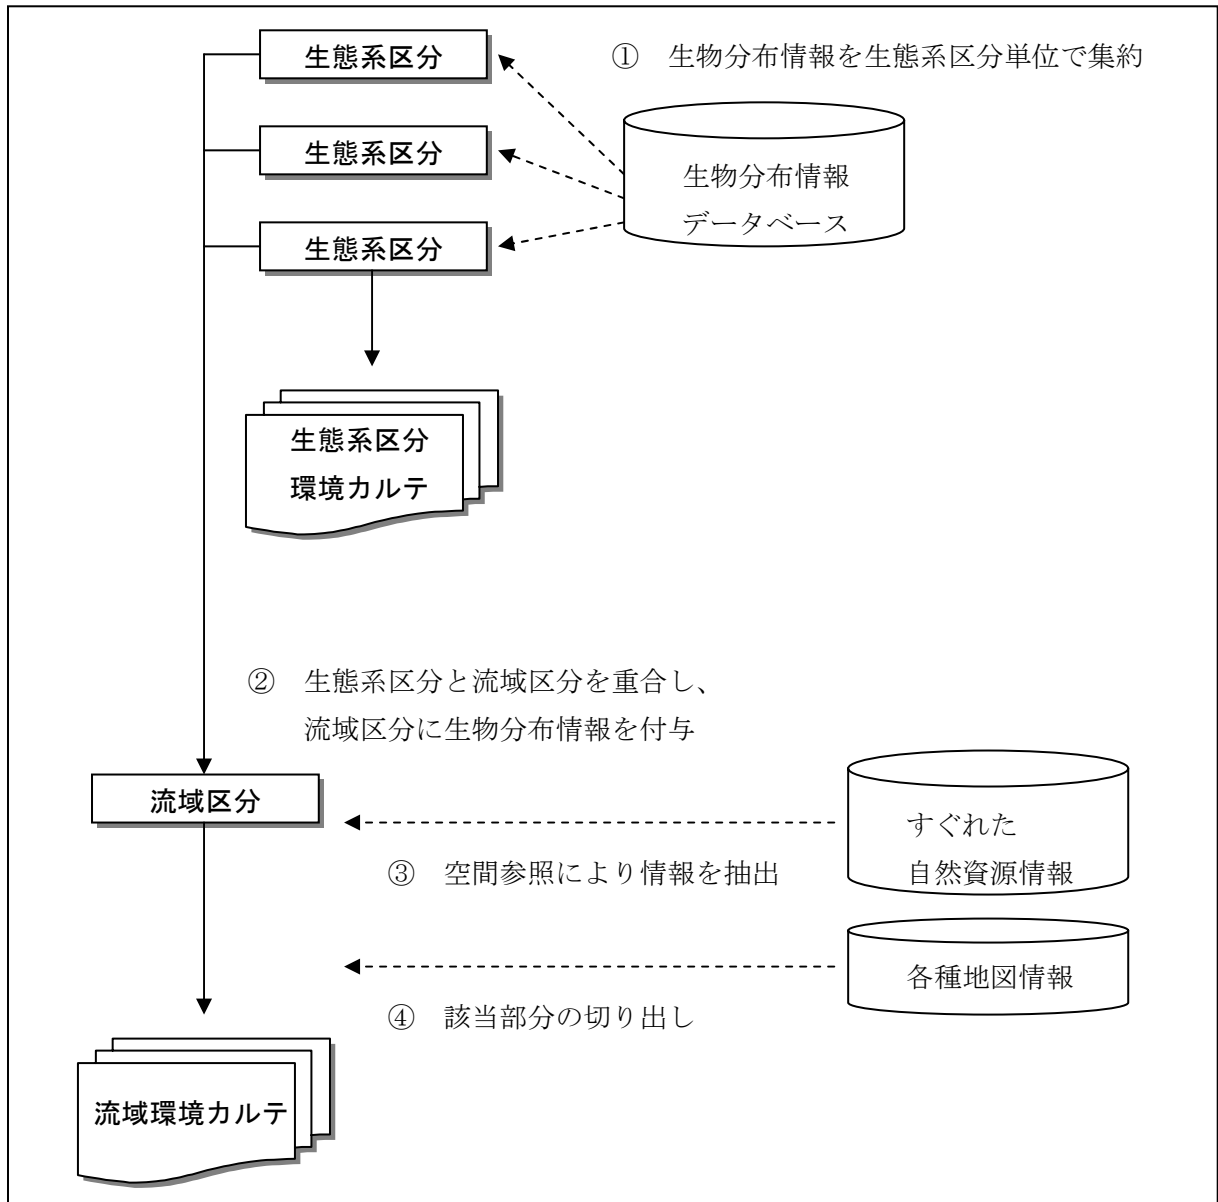 生態系区分
① 生物分布情報を生態系区分単位で集約
生態系区分
生物分布情報
データベース
生態系区分
生態系区分
環境カルテ
② 生態系区分と流域区分を重合し、
流域区分に生物分布情報を付与
流域区分
すぐれた
自然資源情報
③ 空間参照により情報を抽出
各種地図情報
④ 該当部分の切り出し
流域環境カルテ